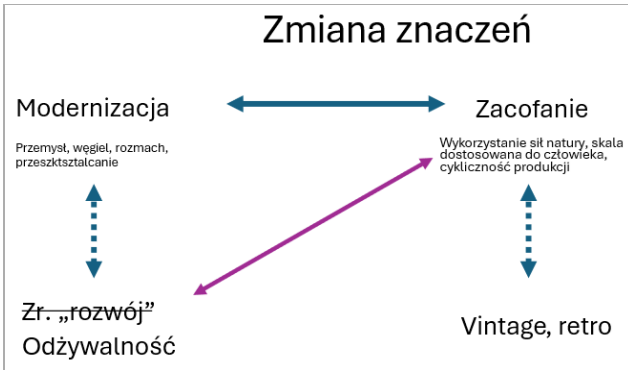 Zmiana znaczeń
Modernizacja
Przemysł, węgiel, rozmach,
przeszktsztalcanie
Zacofanie
Wykorzystanie sił natury, skala
dostosowana do człowieka,
cykliczność produkcji
Zr. „rozwój”
Odżywalność
Vintage, retro